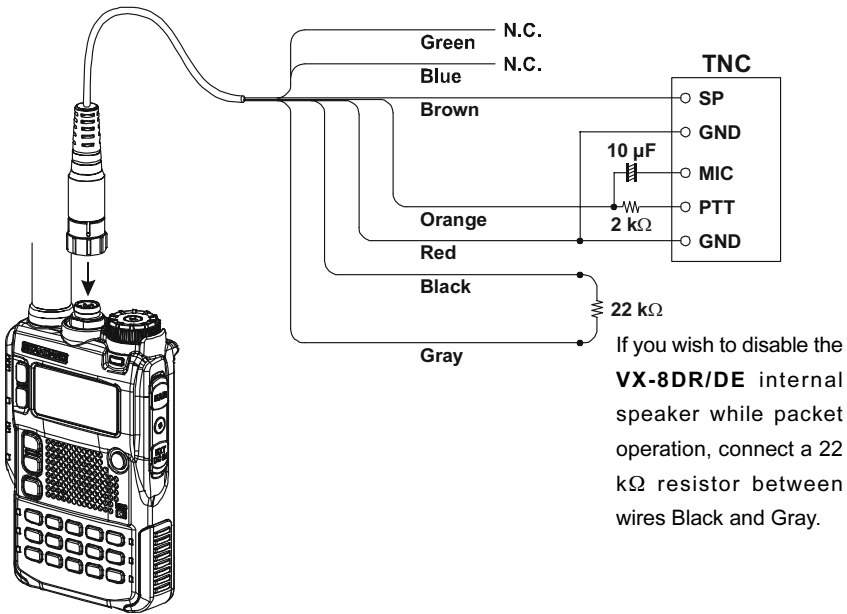 Green
N.C.
Blue
N.C.
Brown
TNC
SP
GND
10 µF
MIC
Orange
2 kΩ
PTT
Red
GND
Black
22 kΩ
Gray
If you wish to disable the
VX-8DR/DE internal
speaker while packet
operation, connect a 22
kΩ resistor between
wires Black and Gray.